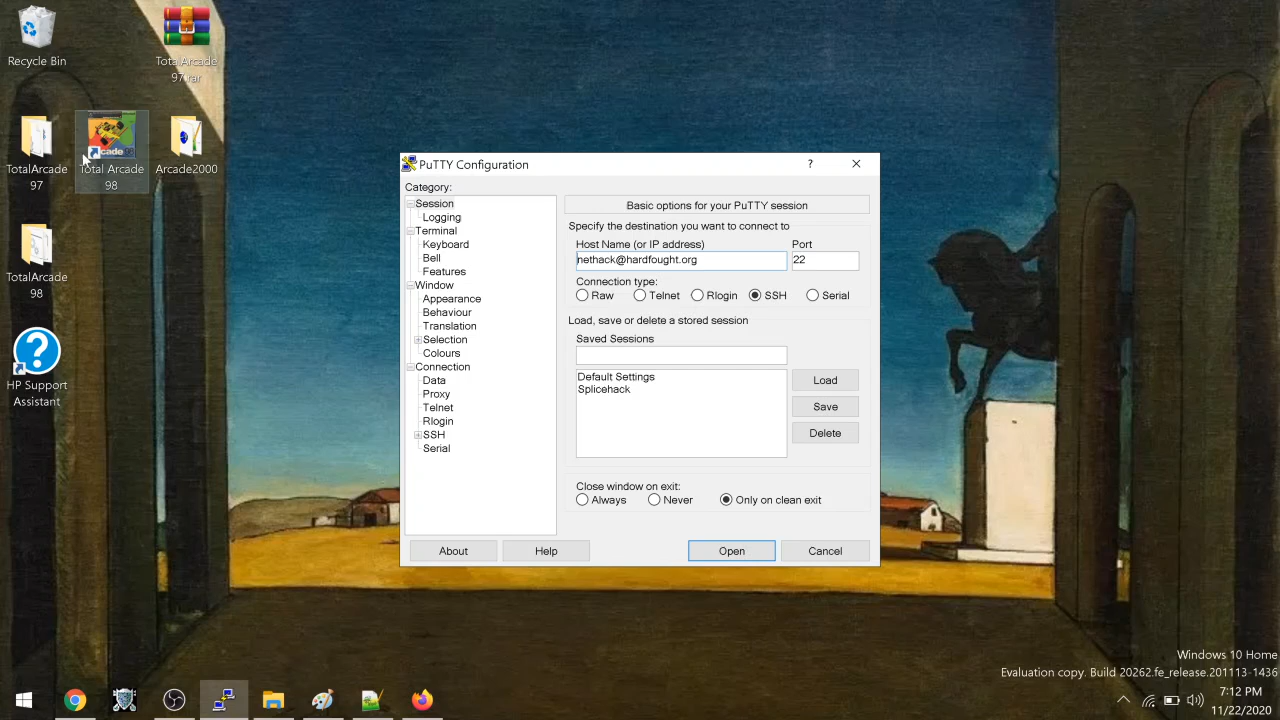 Recycle Bin
TotalArcade
97.rar
TotalArcade
97
Total Arcade
98
Arcade2000
TotalArcade
98
HP Support
Assistant
PuTTY Configuration
?
Category:
Session
Logging
Terminal
Keyboard
Bell
Features
Window
Appearance
Behaviour
Translation
Selection
Colours
Connection
Data
Proxy
Telnet
Rlogin
SSH
Serial
Basic options for your PuTTY session
Specify the destination you want to connect to
Host Name (or IP address) Port
nethack@hardfought.org 22
Connection type:
Raw Telnet Rlogin SSH Serial
Load, save or delete a stored session
Saved Sessions
Default Settings
Splicehack
Load
Save
Delete
Close window on exit:
Always Never Only on clean exit
About Help Open Cancel
Windows 10 Home
Evaluation copy. Build 20262.fe_release.201113-1436
7:12 PM
11/22/2020